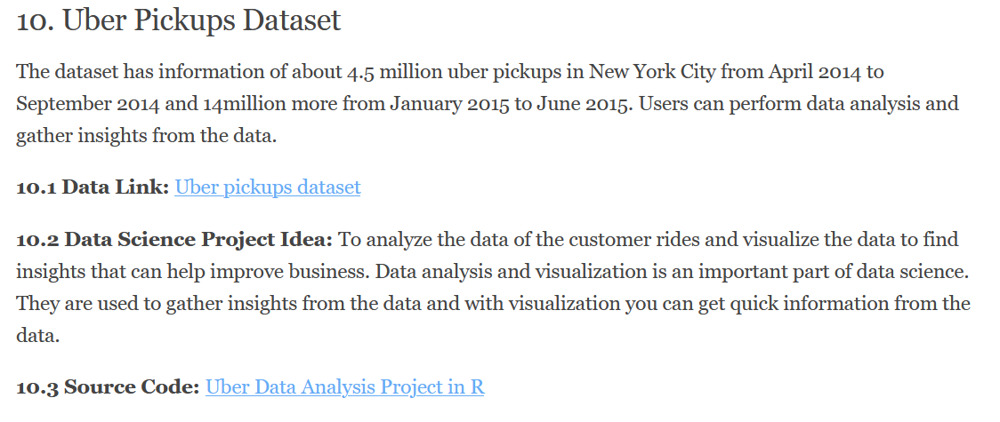 10. Uber Pickups Dataset
The dataset has information of about 4.5 million uber pickups in New York City from April 2014 to
September 2014 and 14million more from January 2015 to June 2015. Users can perform data analysis and
gather insights from the data.
10.1 Data Link: Uber pickups dataset
10.2 Data Science Project Idea: To analyze the data of the customer rides and visualize the data to find
insights that can help improve business. Data analysis and visualization is an important part of data science.
They are used to gather insights from the data and with visualization you can get quick information from the
data.
10.3 Source Code: Uber Data Analysis Project in R